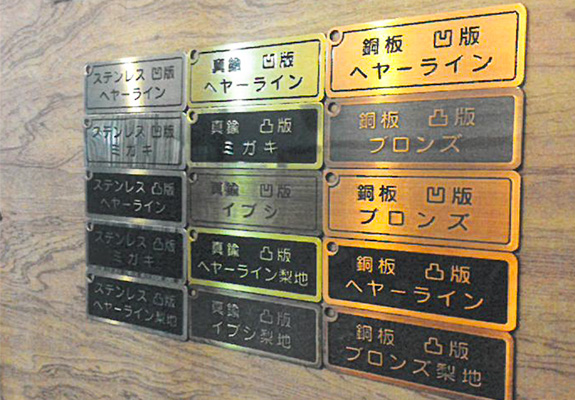 ステンレス 凹版
ヘヤーライン
ステンレス 凹版
ミガキ
ステンレス 凸版
ヘヤーライン
ステンレス 凸版
ミガキ
ステンレス 凸版
ヘヤーライン梨地
真鍮 凹版
ヘヤーライン
真鍮 凸版
ミガキ
真鍮 凹版
イブシ
真鍮 凸版
ヘヤーライン梨地
真鍮 凸版
イブシ梨地
銅板 凹版
ヘヤーライン
銅板 凸版
ブロンズ
銅板 凹版
ブロンズ
銅板 凸版
ヘヤーライン
銅板 凸版
ブロンズ梨地